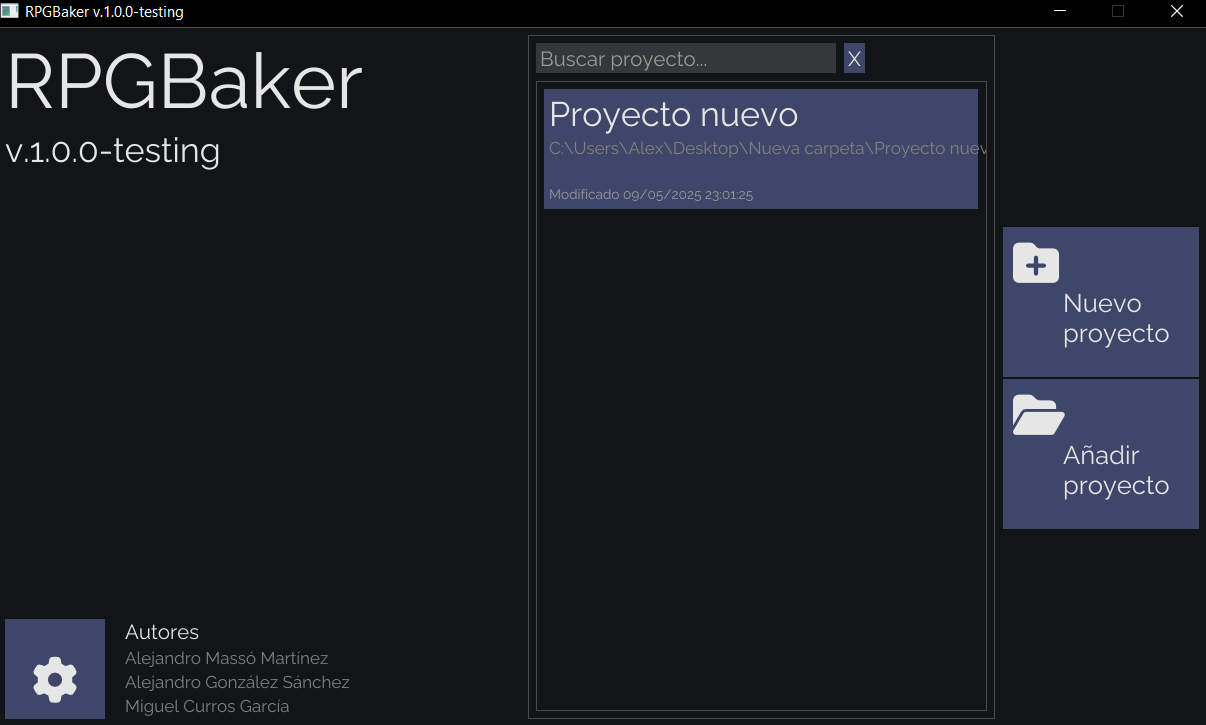 RPGBaker v.1.0.0-testing
RPGBaker
v.1.0.0-testing
Buscar proyecto...
X
Proyecto nuevo
C:\Users\Alex\Desktop\Nueva carpeta\Proyecto nuev
Modificado 09/05/2025 23:01:25
Nuevo
proyecto
Añadir
proyecto
Autores
Alejandro Massó Martínez
Alejandro González Sánchez
Miguel Curros García